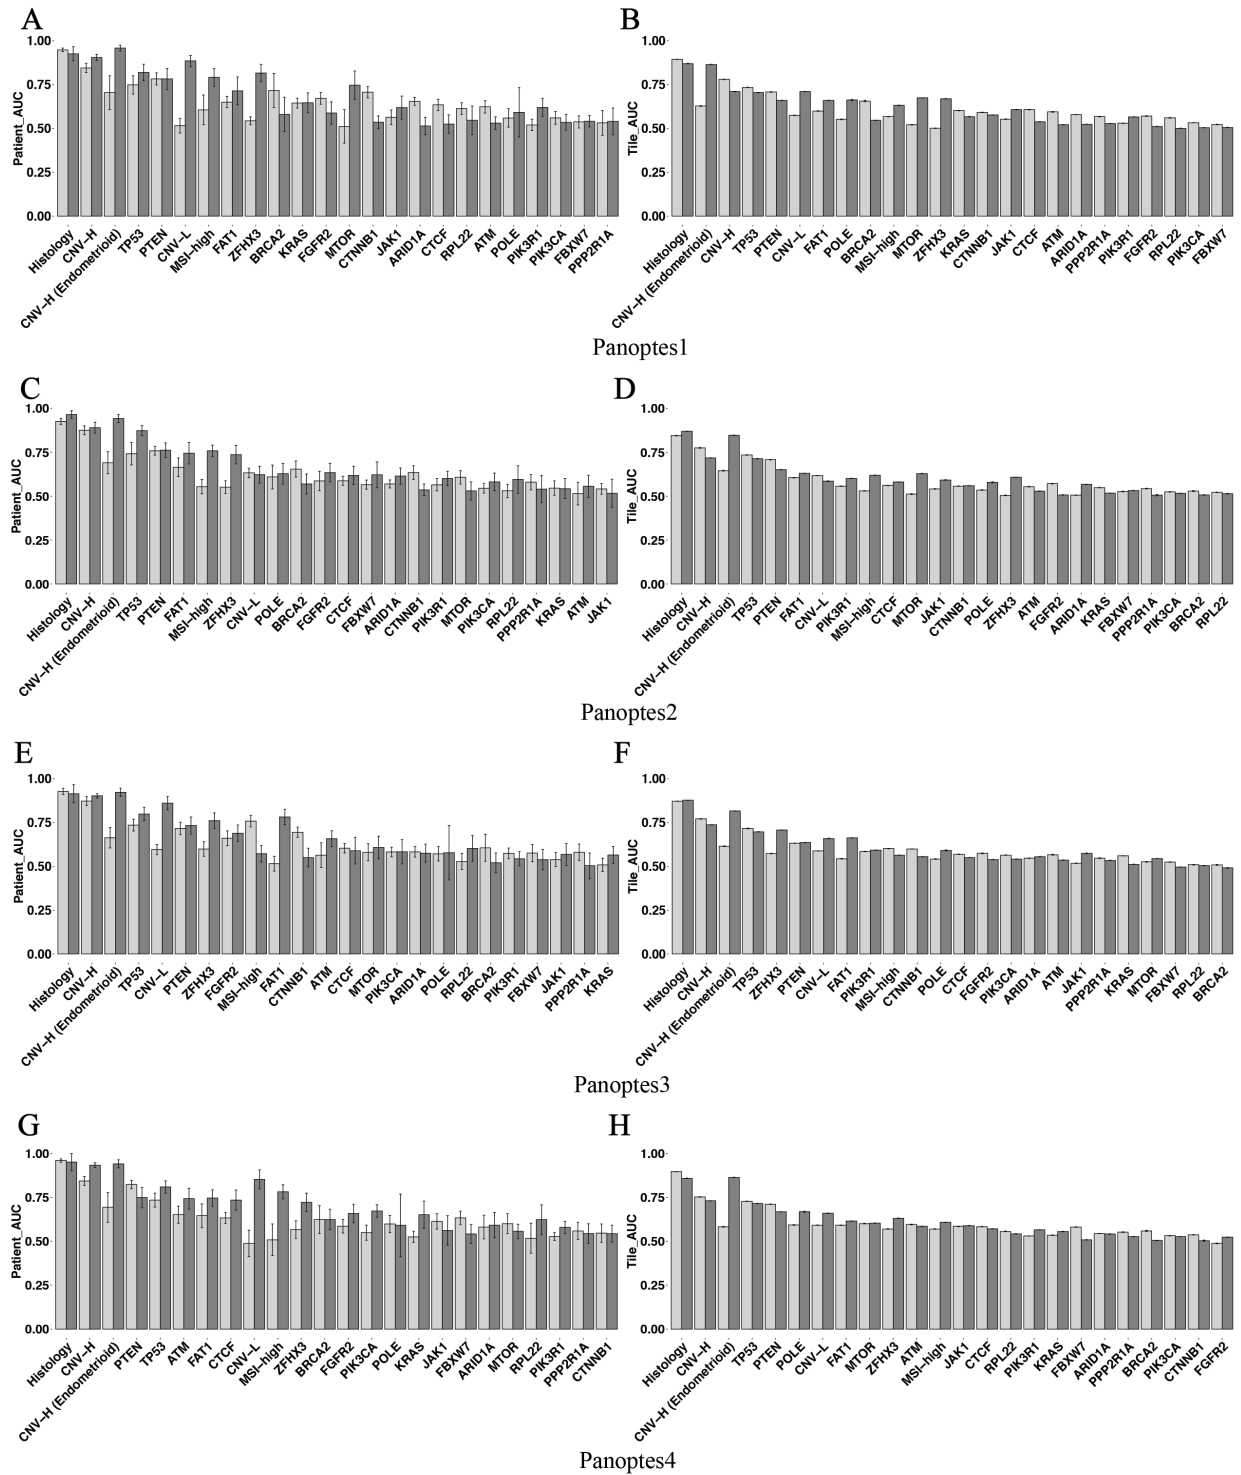 A
B
1.00
0.75
0.50
0.25
0.00
Patient_AUC
Histology
CNV−H
CNV−H (Endometrioid)
TP53
PTEN
CNV−L
MSI−high
FAT1
ZFHX3
BRCA2
KRAS
FGFR2
MTOR
CTNNB1
JAK1
ARID1A
CTCF
RPL22
ATM
POLE
PIK3R1
PIK3CA
FBXW7
PPP2R1A
1.00
0.75
0.50
0.25
0.00
Tile_AUC
Histology
CNV−H (Endometrioid)
CNV−H
TP53
PTEN
CNV−L
FAT1
POLE
BRCA2
MSI−high
MTOR
ZFHX3
KRAS
CTNNB1
JAK1
CTCF
ATM
ARID1A
PPP2R1A
PIK3R1
FGFR2
RPL22
PIK3CA
FBXW7
Panoptes1
C
D
1.00
0.75
0.50
0.25
0.00
Patient_AUC
Histology
CNV−H
CNV−H (Endometrioid)
TP53
PTEN
FAT1
MSI−high
ZFHX3
CNV−L
POLE
BRCA2
FGFR2
CTCF
FBXW7
ARID1A
CTNNB1
PIK3R1
MTOR
PIK3CA
RPL22
PPP2R1A
KRAS
ATM
JAK1
1.00
0.75
0.50
0.25
0.00
Tile_AUC
Histology
CNV−H
CNV−H (Endometrioid)
TP53
PTEN
FAT1
CNV−L
PIK3R1
MSI−high
CTCF
MTOR
JAK1
CTNNB1
POLE
ZFHX3
ATM
FGFR2
ARID1A
KRAS
FBXW7
PPP2R1A
PIK3CA
BRCA2
RPL22
Panoptes2
E
F
1.00
0.75
0.50
0.25
0.00
Patient_AUC
Histology
CNV−H
CNV−H (Endometrioid)
TP53
CNV−L
PTEN
ZFHX3
FGFR2
MSI−high
FAT1
CTNNB1
ATM
CTCF
MTOR
PIK3CA
ARID1A
POLE
RPL22
BRCA2
PIK3R1
FBXW7
JAK1
PPP2R1A
KRAS
1.00
0.75
0.50
0.25
0.00
Tile_AUC
Histology
CNV−H
CNV−H (Endometrioid)
TP53
ZFHX3
PTEN
CNV−L
FAT1
PIK3R1
MSI−high
CTNNB1
POLE
CTCF
FGFR2
PIK3CA
ARID1A
ATM
JAK1
PPP2R1A
KRAS
MTOR
FBXW7
RPL22
BRCA2
Panoptes3
G
H
1.00
0.75
0.50
0.25
0.00
Patient_AUC
Histology
CNV−H
CNV−H (Endometrioid)
PTEN
TP53
ATM
FAT1
CTCF
CNV−L
MSI−high
ZFHX3
BRCA2
FGFR2
PIK3CA
POLE
KRAS
JAK1
FBXW7
ARID1A
MTOR
RPL22
PIK3R1
PPP2R1A
CTNNB1
1.00
0.75
0.50
0.25
0.00
Tile_AUC
Histology
CNV−H
CNV−H (Endometrioid)
TP53
PTEN
POLE
CNV−L
FAT1
MTOR
ZFHX3
ATM
MSI−high
JAK1
CTCF
RPL22
PIK3R1
KRAS
FBXW7
ARID1A
PPP2R1A
BRCA2
PIK3CA
CTNNB1
FGFR2
Panoptes4